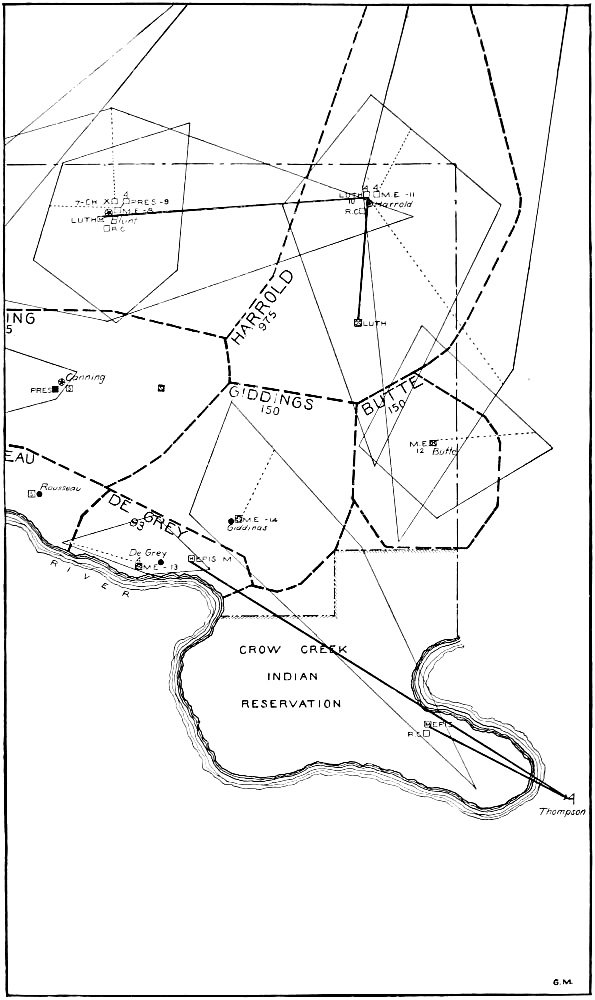 4
7-CH X PRES-9
M.E-8
LUTH Blunt
R.C
4 4
LUTH M.E-11
10 Harrold
R.C
LUTH
HARROLD
975
ING
5
Canning
PRES S
GIDDINGS
150
BUTTE
150
M.E
12 Butte
EAU
Rousseau
S
DE GREY
93
M.E-14
Giddings
De Grey
4
M.E-13
EPIS M
RIVER
CROW CREEK
INDIAN
RESERVATION
EPIS
R.C
Thompson
G.M.